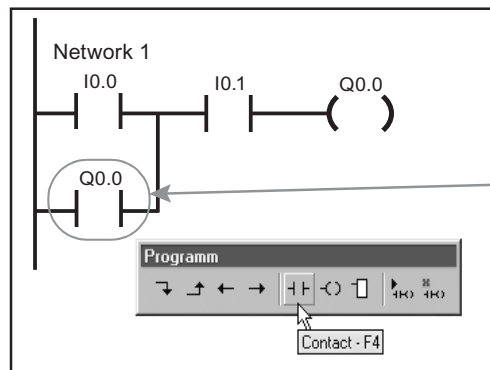 Network 1
I0.0 I0.1 Q0.0
Q0.0
Programm
Contact - F4